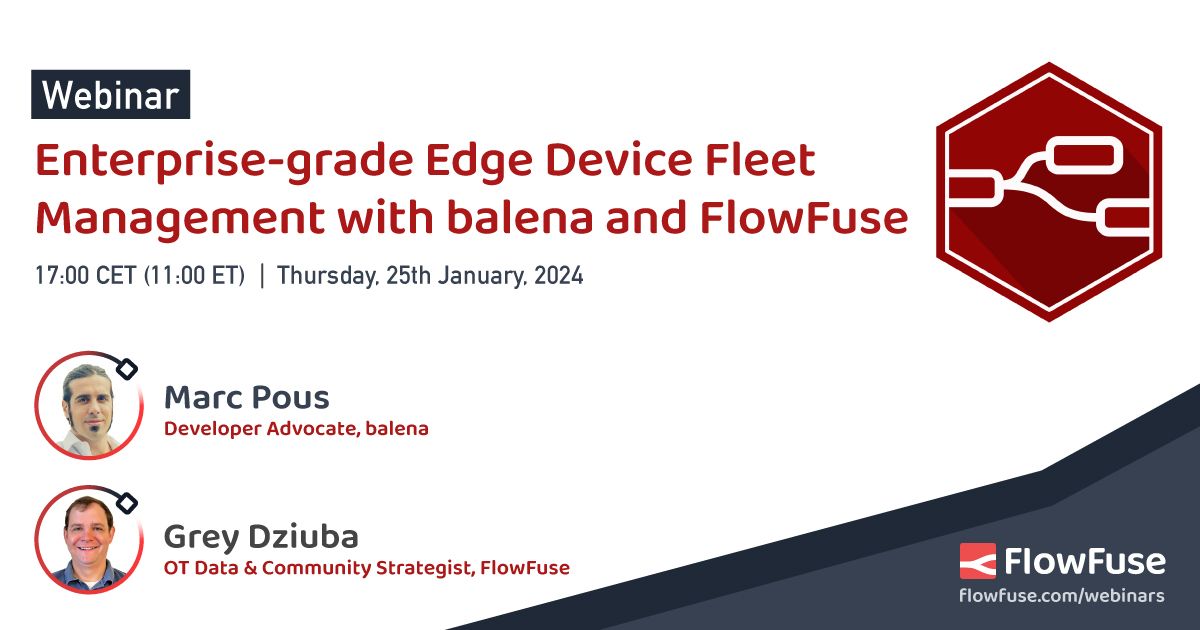 Webinar
Enterprise-grade Edge Device Fleet
Management with balena and FlowFuse
17:00 CET (11:00 ET) | Thursday, 25th January, 2024
Marc Pous
Developer Advocate, balena
Grey Dziuba
OT Data & Community Strategist, FlowFuse
FlowFuse
flowfuse.com/webinars